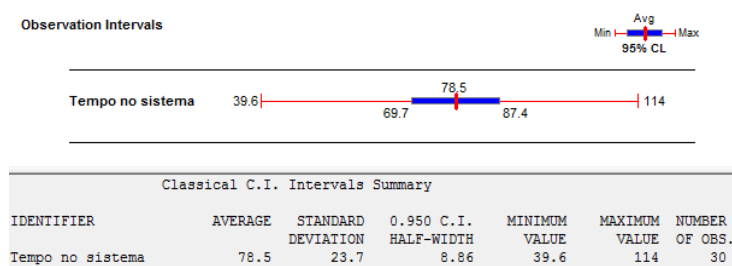 Observation Intervals
Avg
Min Max
95% CL
78.5
Tempo no sistema 39.6 114
69.7 87.4
Classical C.I. Intervals Summary
IDENTIFIER AVERAGE STANDARD 0.950 C.I. MINIMUM MAXIMUM NUMBER
DEVIATION HALF-WIDTH VALUE VALUE OF OBS.
Tempo no sistema 78.5 23.7 8.86 39.6 114 30